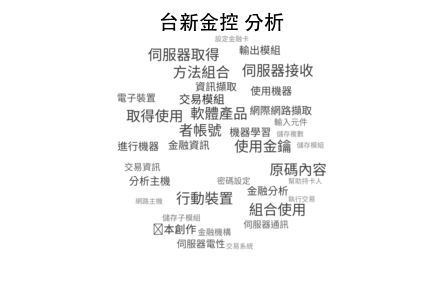 台新金控 分析
設定金融卡
伺服器取得 輸出模組
方法組合 伺服器接收
資訊擷取 使用機器
電子裝置 交易模組
取得使用 軟體產品 網際網路擷取
輸入元件
者帳號 機器學習 儲存複數
進行機器 金融資訊 使用金鑰 儲存模組
交易資訊 原碼內容
分析主機 密碼設定 幫助持卡人
金融分析
網路主機 行動裝置 執行交易
組合使用
儲存子模組
本創作 金融機構 伺服器通訊
伺服器電性 交易系統